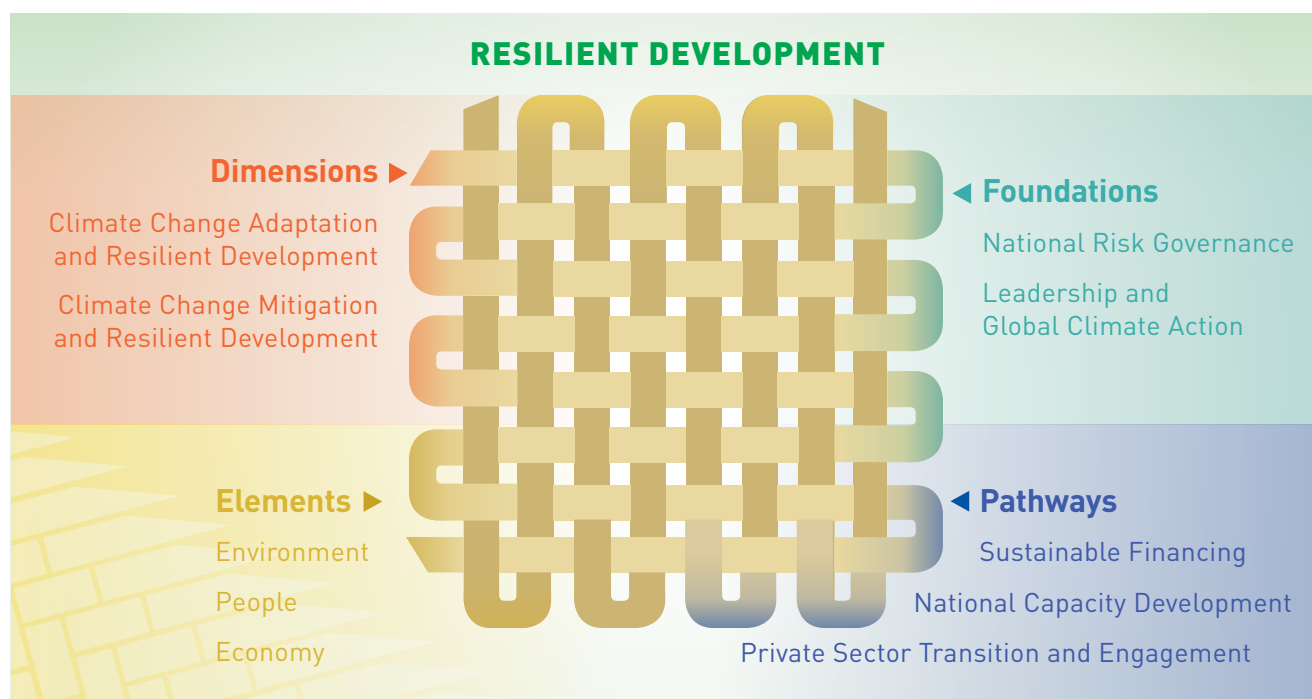 RESILIENT DEVELOPMENT
Dimensions
Climate Change Adaptation
and Resilient Development
Climate Change Mitigation
and Resilient Development
Foundations
National Risk Governance
Leadership and
Global Climate Action
Elements
Environment
People
Economy
Pathways
Sustainable Financing
National Capacity Development
Private Sector Transition and Engagement